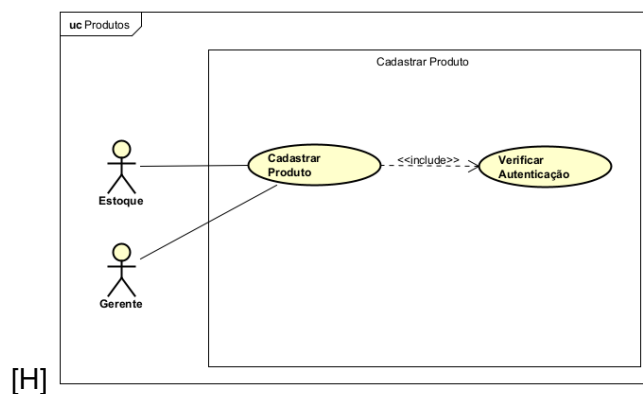 uc Produtos
Cadastrar Produto
Cadastrar
Produto
<<include>>
Verificar
Autenticação
Estoque
Gerente
[H]